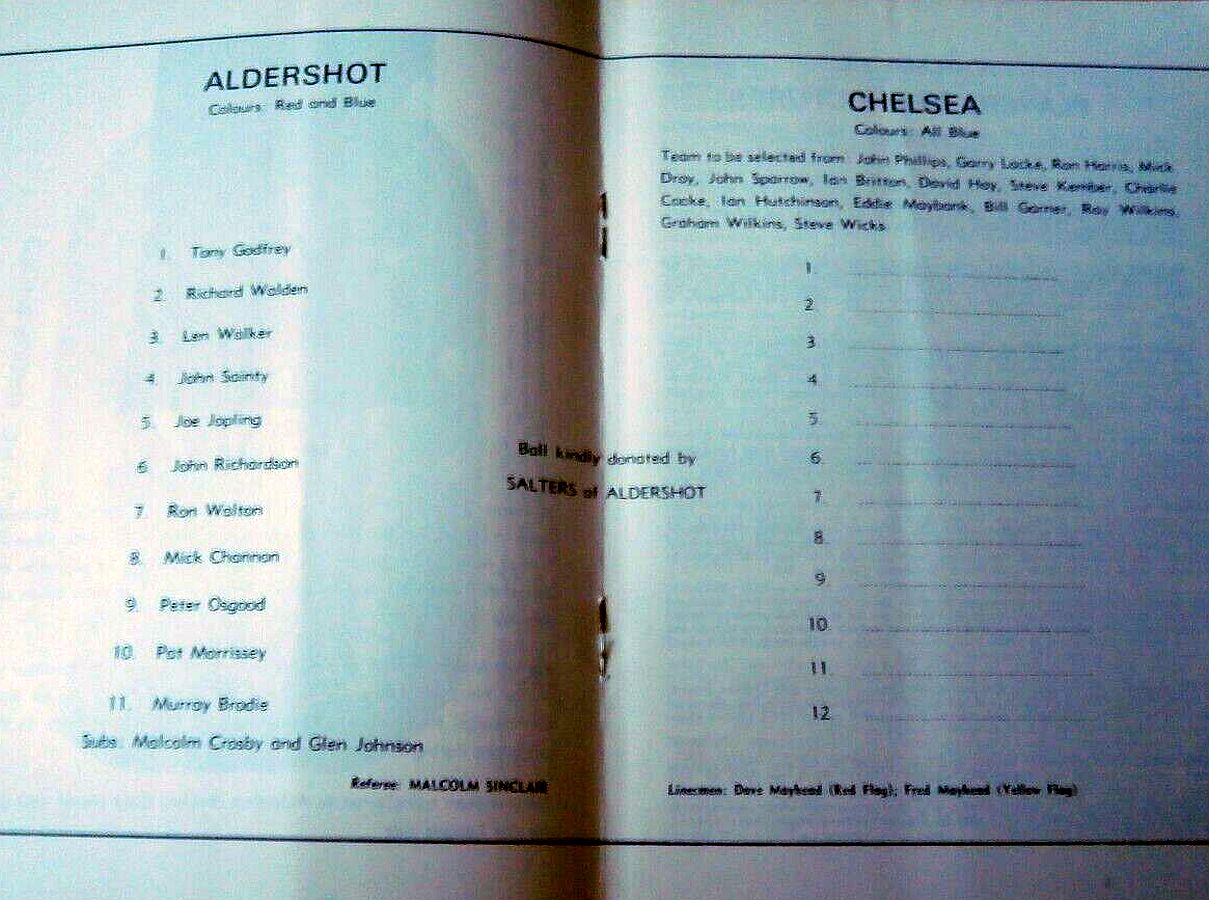 ALDERSHOT
Colours: Red and Blue
1. Tony Godfrey
2. Richard Walden
3. Len Walker
4. John Sainty
5. Joe Jopling
6. John Richardson
7. Ron Walton
8. Mick Channon
9. Peter Osgood
10. Pat Morrissey
11. Murray Brodie
Subs: Malcolm Crosby and Glen Johnson
Referee: MALCOLM SINCLAIR
Ball kindly donated by
SALTERS of ALDERSHOT
CHELSEA
Colours: All Blue
Team to be selected from: John Phillips, Garry Locke, Ron Harris, Mick
Droy, John Sparrow, Ian Britton, David Hay, Steve Kember, Charlie
Cooke, Ian Hutchinson, Eddie Maybank, Bill Garner, Ray Wilkins,
Graham Wilkins, Steve Wicks
1.
2
3
4
5
6
7
8
9
10
11
12
Linesmen: Dave Mayhead (Red Flag); Fred Mayhead (Yellow Flag)